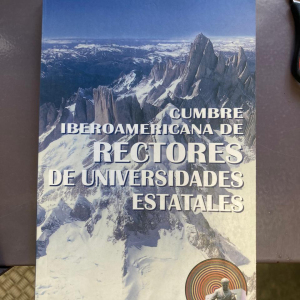 CUMBRE
IBEROAMERICANA DE
RECTORES
DE UNIVERSIDADES
ESTATALES